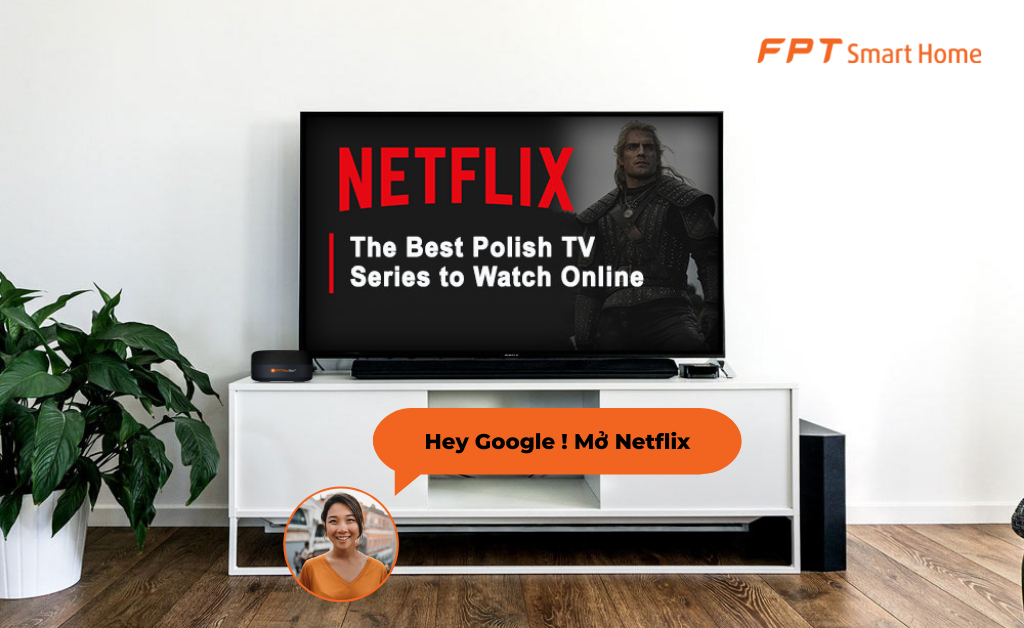 FPT Smart Home
NETFLIX
The Best Polish TV
Series to Watch Online
Hey Google ! Mở Netflix